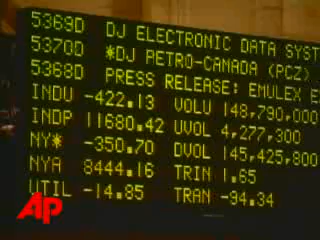 5369D DJ ELECTRONIC DATA SYST
5370D *DJ PETRO-CANADA (PCZ)
5368D PRESS RELEASE: EMULEX E
INDU -422.13 VOLU 148,790,000
INDP 11680.42 UVOL 4,277,300
NY* -350.70 DVOL 145,425,800
NYA 8444.16 TRIN 1.65
UTIL -14.85 TRAN -94.34
AP